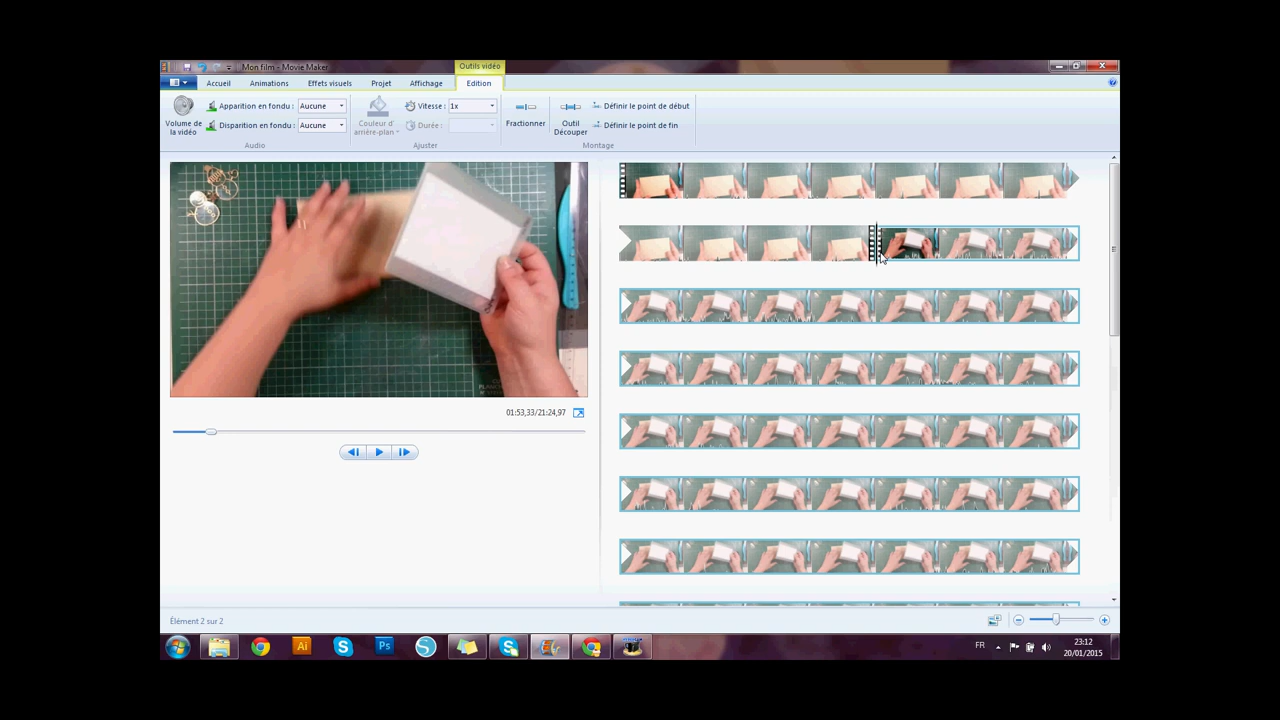 Mon film - Movie Maker
Outils vidéo
Accueil
Animations
Effets visuels
Projet
Affichage
Edition
Volume de la vidéo
Apparition en fondu : Aucune
Disparition en fondu : Aucune
Audio
Couleur d'arrière-plan
Vitesse : 1x
Durée :
Ajuster
Fractionner
Outil Découper
Définir le point de début
Définir le point de fin
Montage
01:53,33/21:24,97
Élément 2 sur 2
Ai
Ps
FR
23:12
20/01/2015